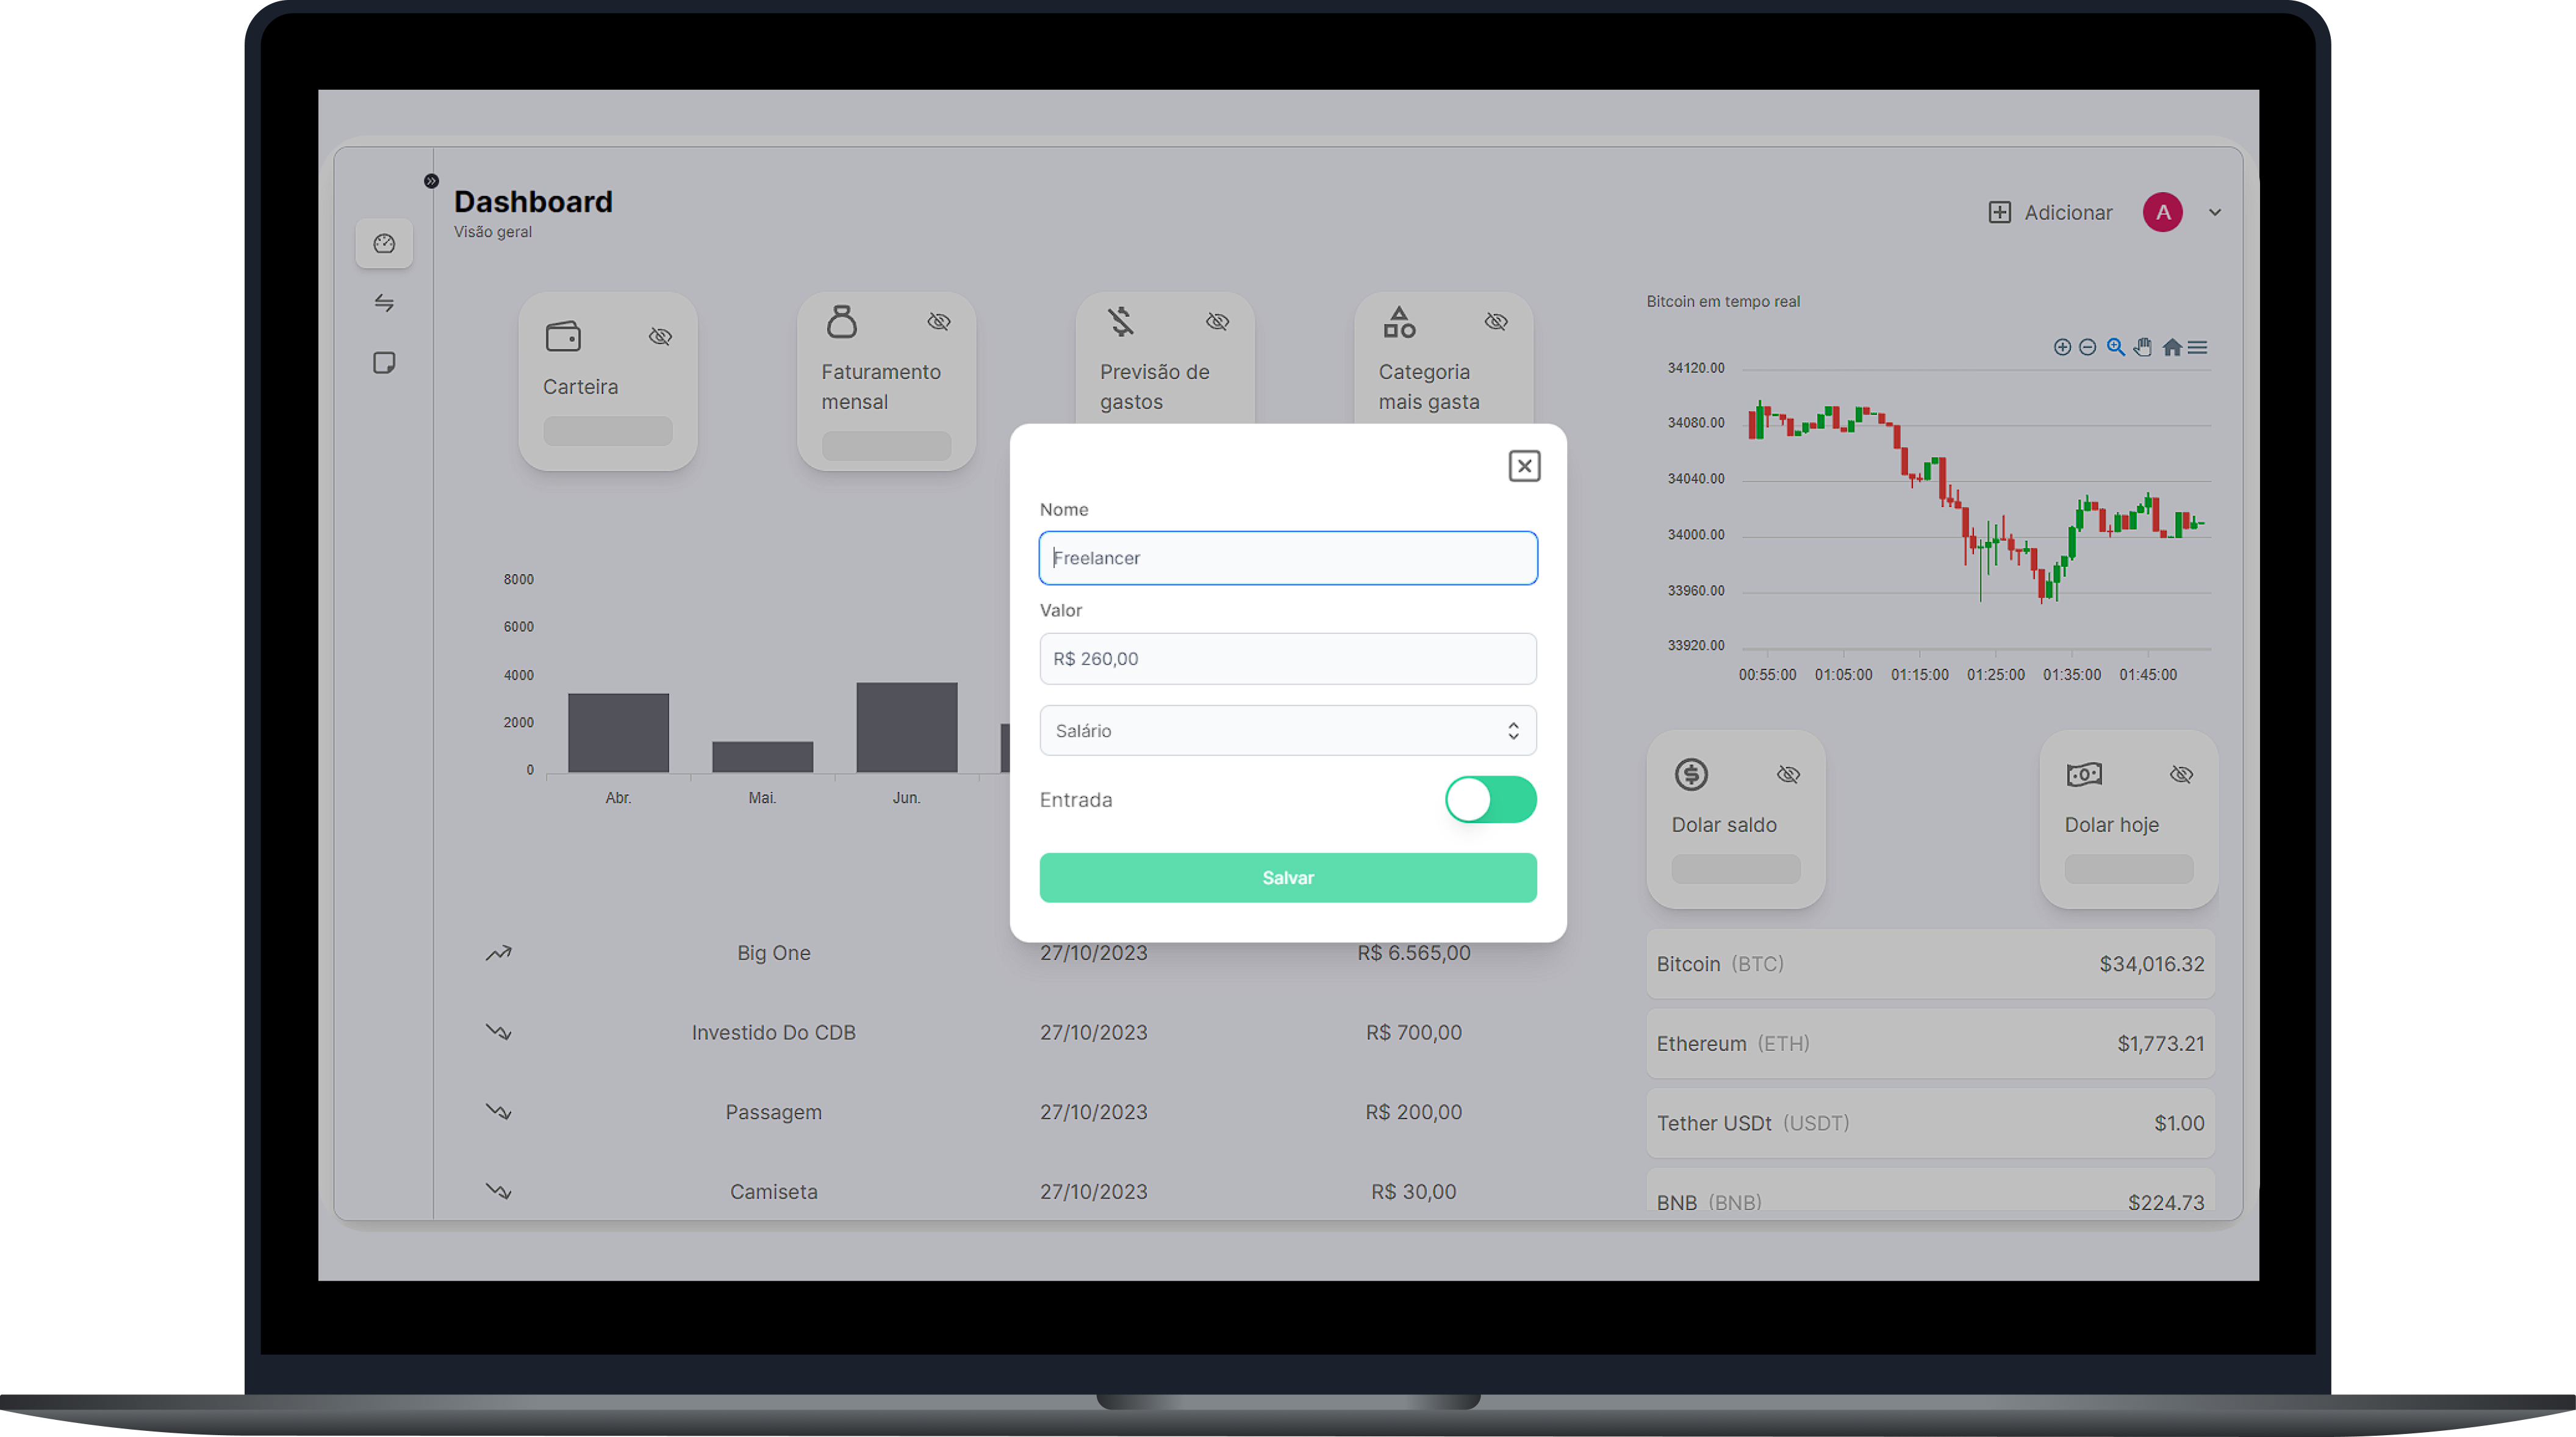 Dashboard
Visão geral
Adicionar
A
Carteira
Faturamento
mensal
Previsão de
gastos
Categoria
mais gasta
Bitcoin em tempo real
34120.00
34080.00
34040.00
34000.00
33960.00
33920.00
00:55:00 01:05:00 01:15:00 01:25:00 01:35:00 01:45:00
8000
6000
4000
2000
0
Abr. Mai. Jun.
Nome
Freelancer
Valor
R$ 260,00
Salário
Entrada
Salvar
Dolar saldo
Dolar hoje
Big One 27/10/2023 R$ 6.565,00
Investido Do CDB 27/10/2023 R$ 700,00
Passagem 27/10/2023 R$ 200,00
Camiseta 27/10/2023 R$ 30,00
Bitcoin (BTC) $34,016.32
Ethereum (ETH) $1,773.21
Tether USDt (USDT) $1.00
BNB (BNB) $224.73